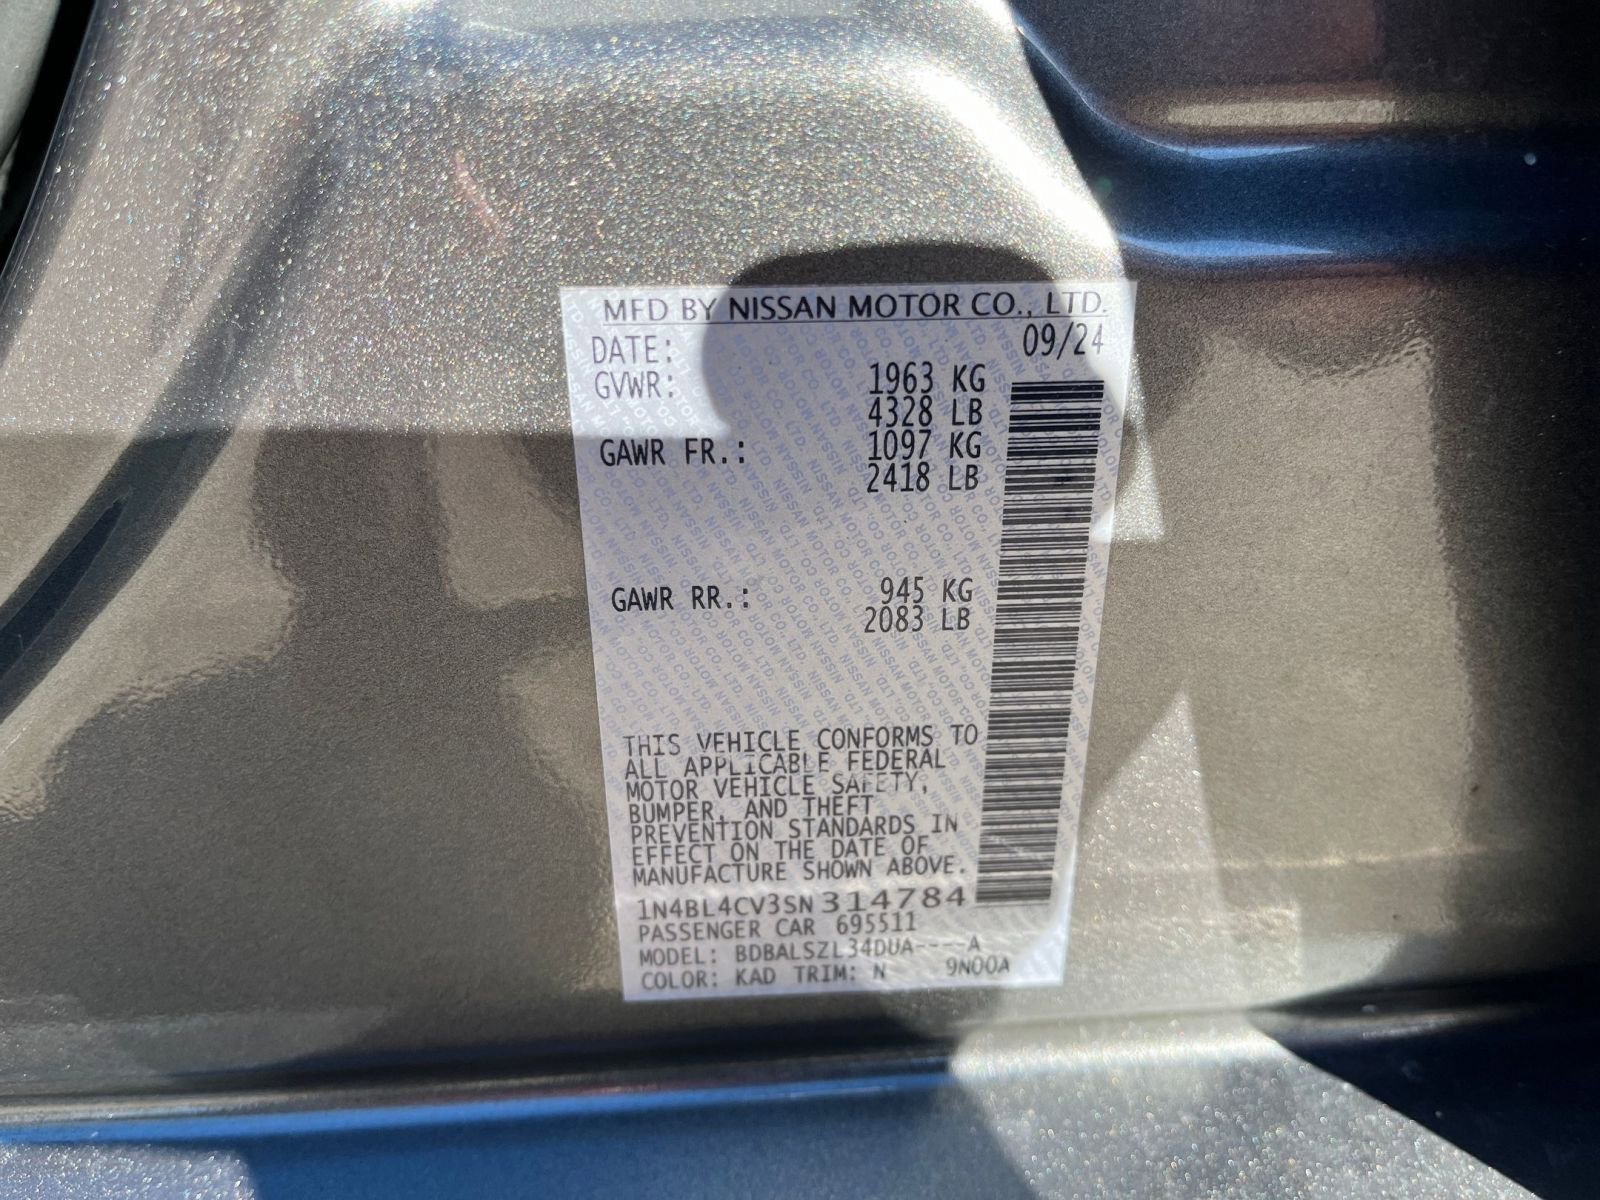 MFD BY NISSAN MOTOR CO., LTD.
DATE: 09/24
GVWR: 1963 KG
4328 LB
GAWR FR.: 1097 KG
2418 LB
GAWR RR.: 945 KG
2083 LB
THIS VEHICLE CONFORMS TO
ALL APPLICABLE FEDERAL
MOTOR VEHICLE SAFETY,
BUMPER, AND THEFT
PREVENTION STANDARDS IN
EFFECT ON THE DATE OF
MANUFACTURE SHOWN ABOVE.
1N4BL4CV3SN314784
PASSENGER CAR 695511
MODEL: BDBALSZL34DUA----A
COLOR: KAD TRIM: N 9N00A